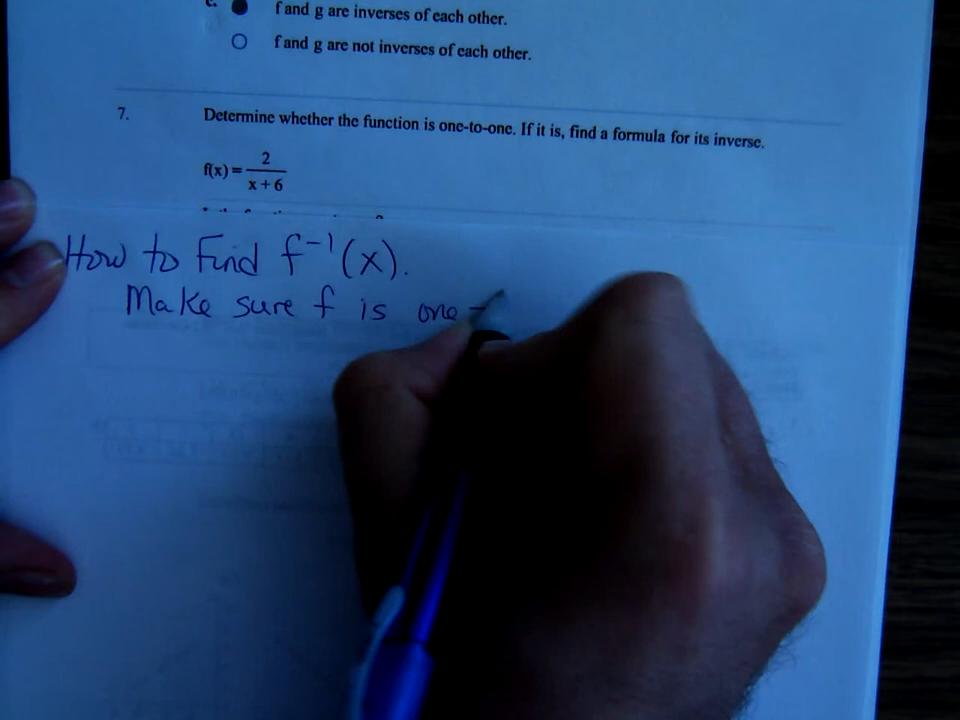 c. f and g are inverses of each other.
f and g are not inverses of each other.
7. Determine whether the function is one-to-one. If it is, find a formula for its inverse.
f(x) = 2 / x + 6
How to Find f⁻¹(x).
Make sure f is one-